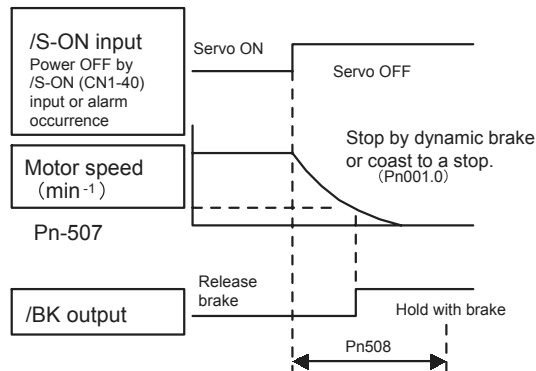 /S-ON input
Power OFF by
/S-ON (CN1-40)
input or alarm
occurrence
Servo ON
Servo OFF
Motor speed
(min-1)
Stop by dynamic brake
or coast to a stop.
(Pn001.0)
Pn-507
/BK output
Release
brake
Hold with brake
Pn508